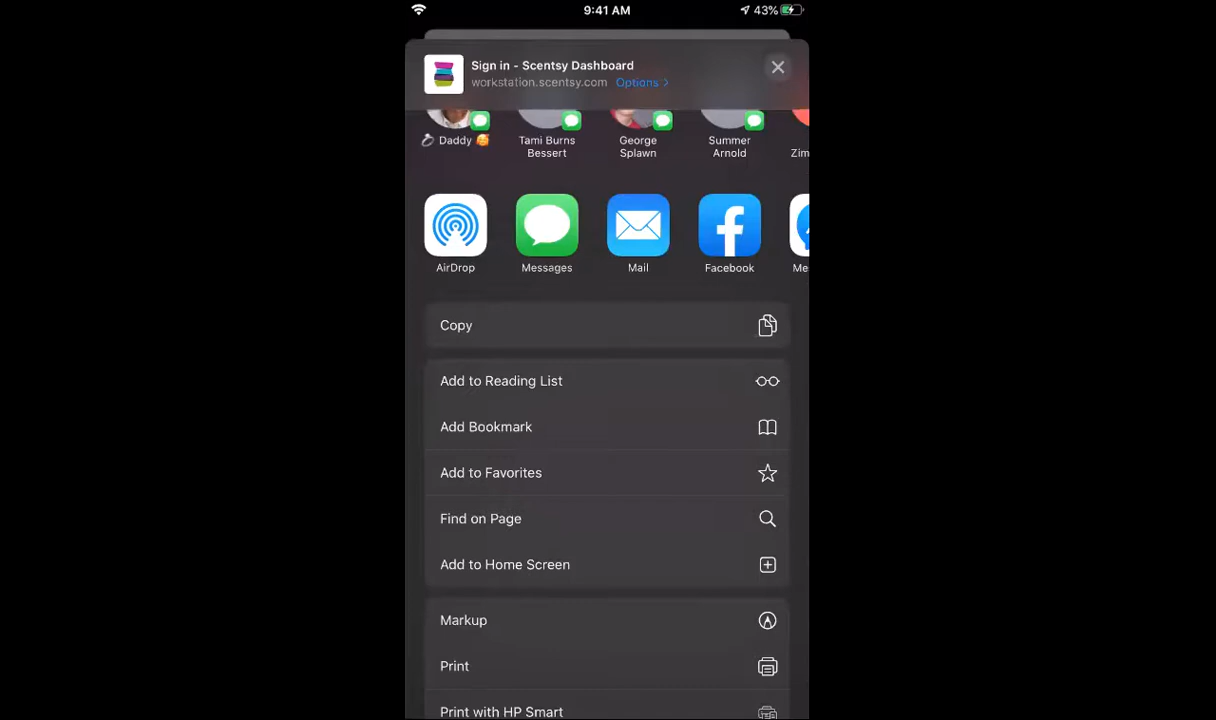 9:41 AM
43%
Sign in - Scentsy Dashboard
workstation.scentsy.com Options >
Daddy
Tami Burns
Bessert
George
Splawn
Summer
Arnold
Zim
AirDrop
Messages
Mail
Facebook
Me
Copy
Add to Reading List
Add Bookmark
Add to Favorites
Find on Page
Add to Home Screen
Markup
Print
Print with HP Smart